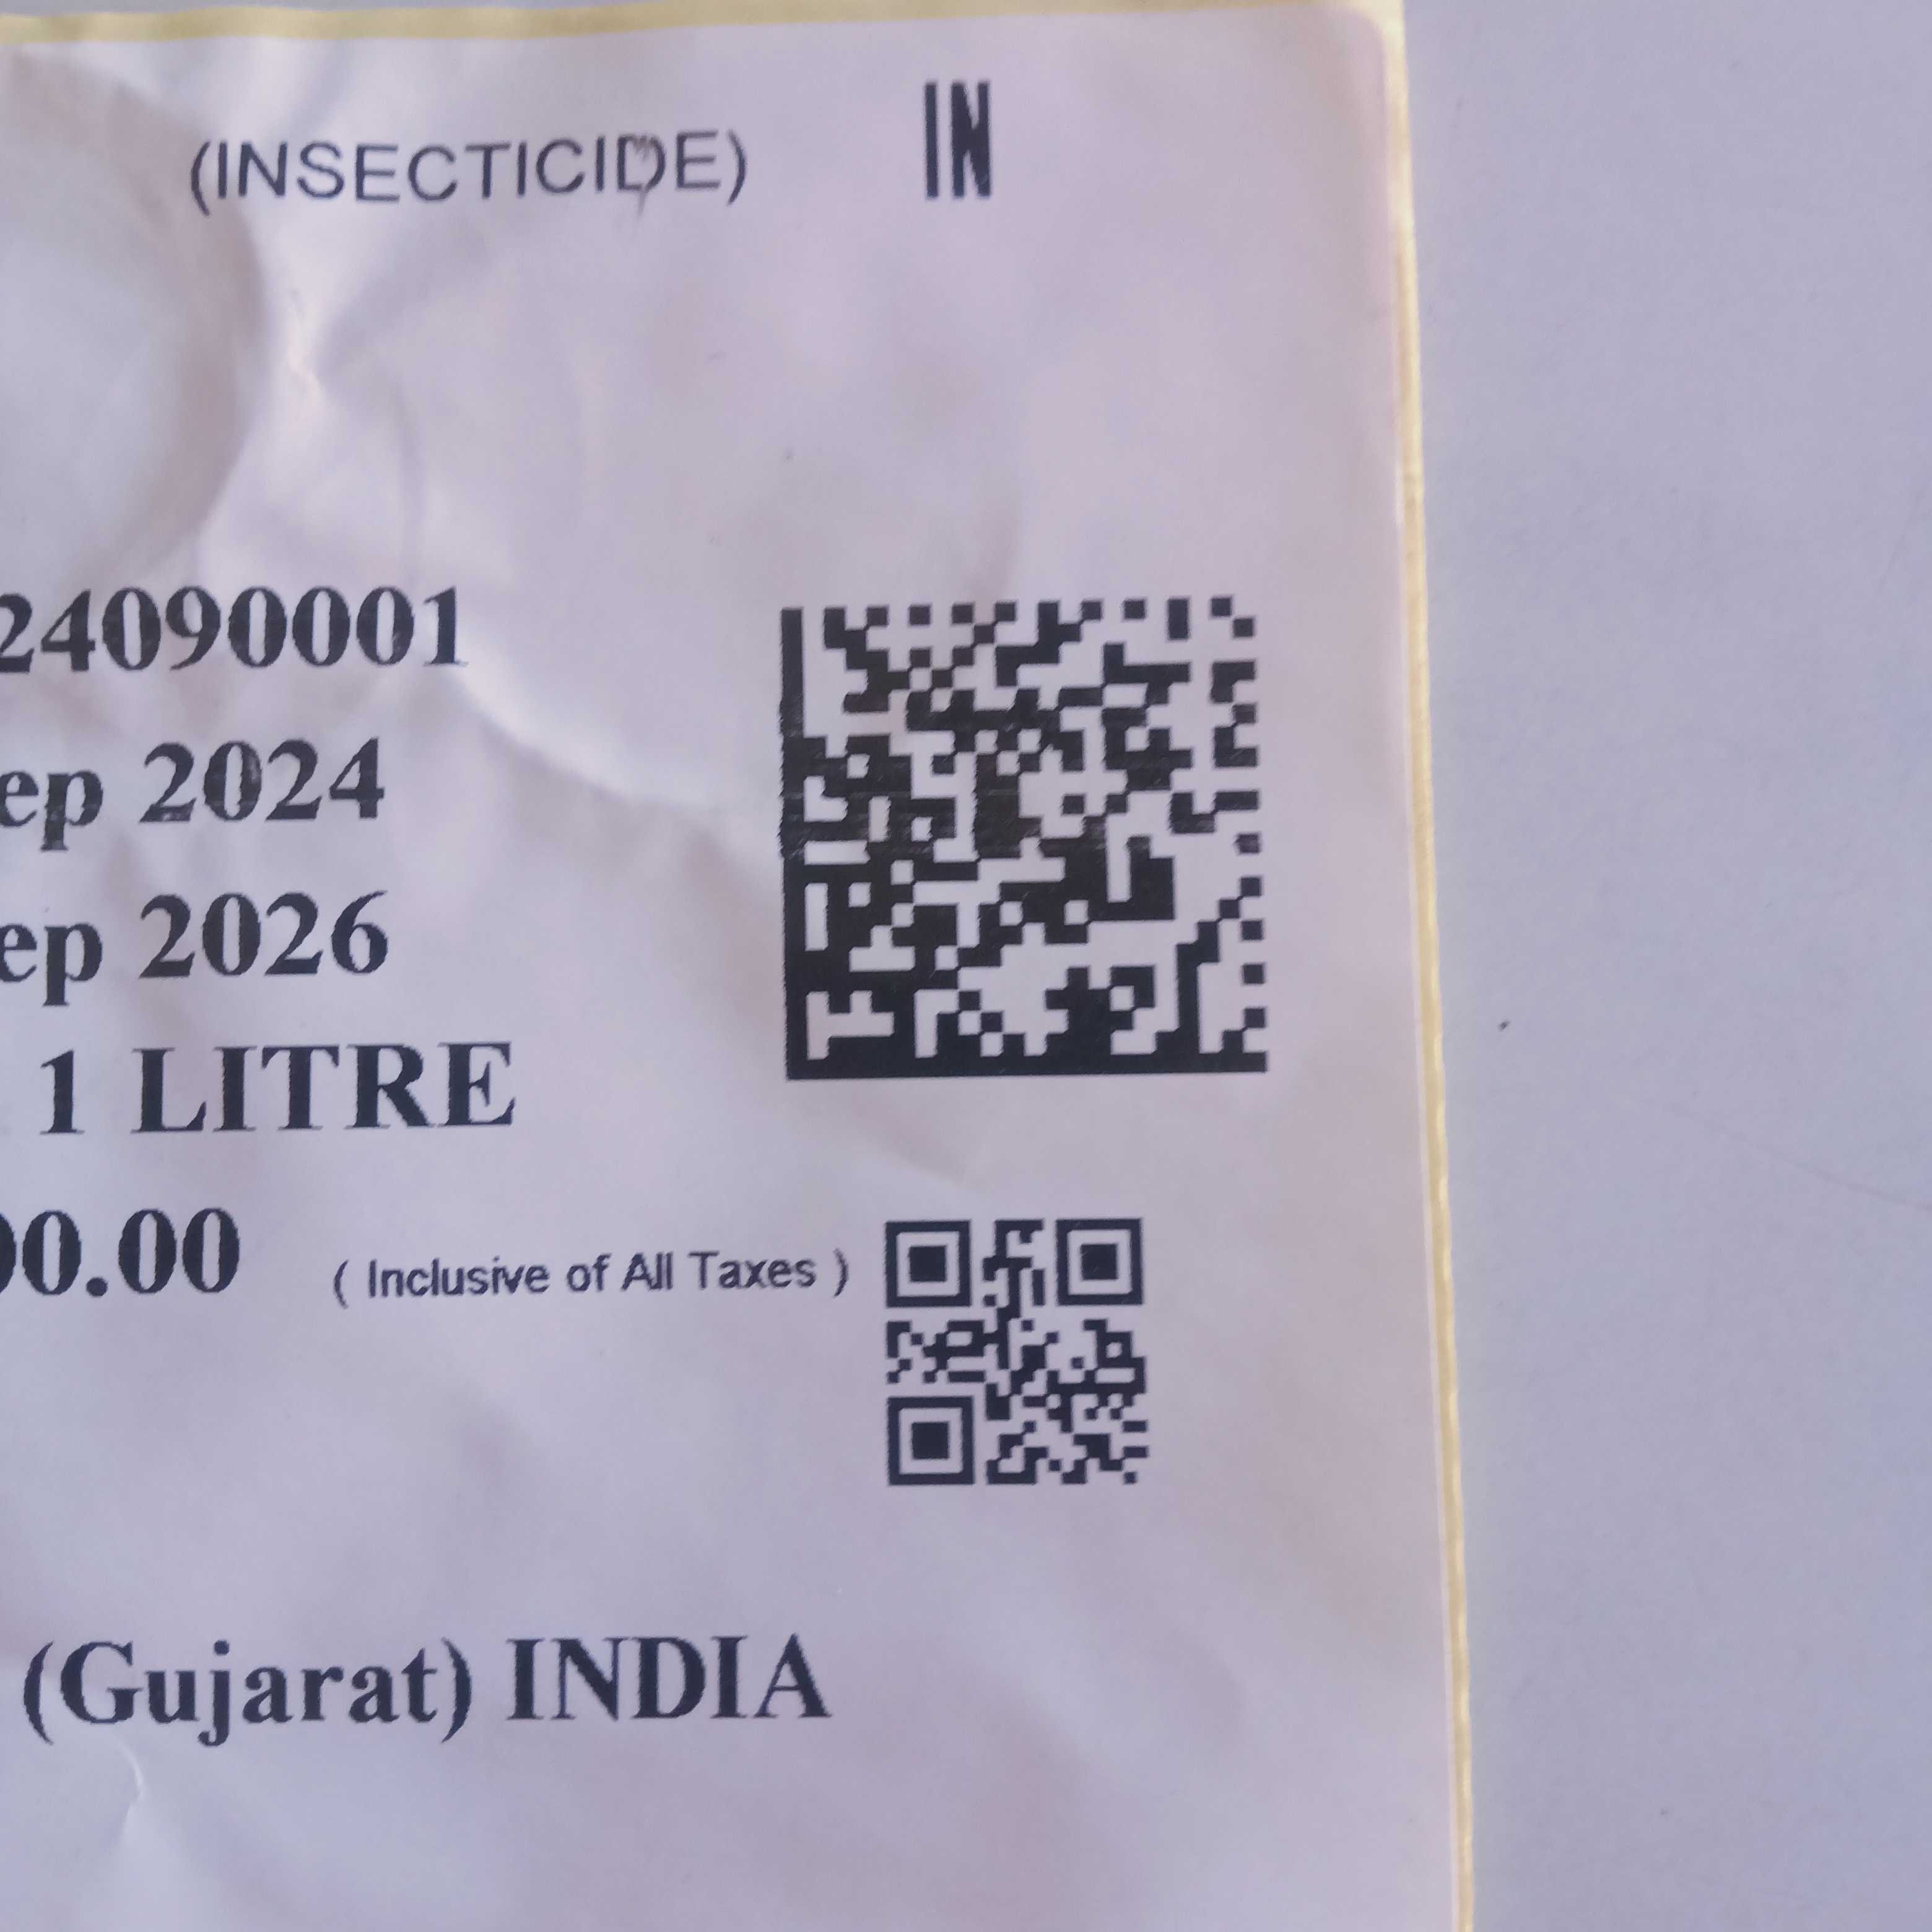 (INSECTICIDE) IN
24090001
ep 2024
ep 2026
1 LITRE
00.00 ( Inclusive of All Taxes )
(Gujarat) INDIA